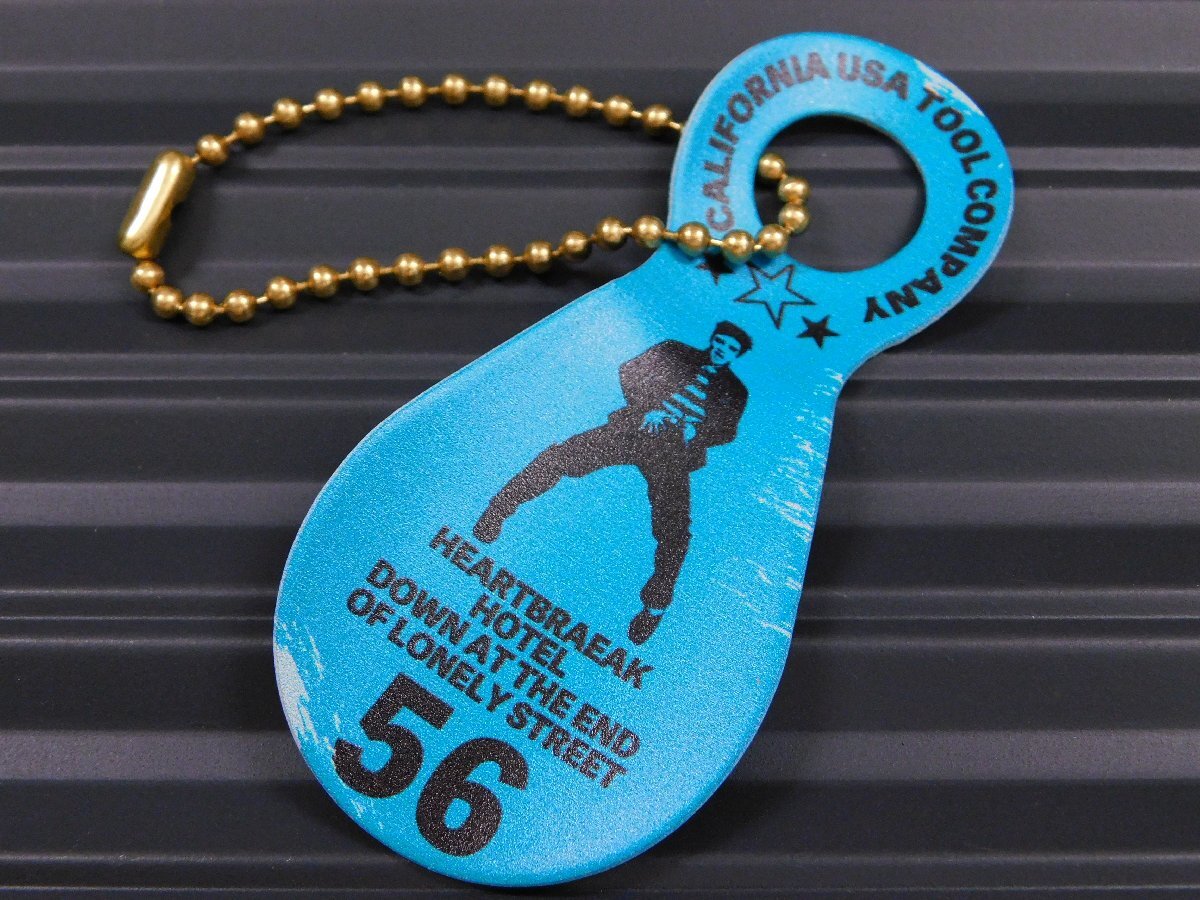 CALIFORNIA USA TOOL COMPANY
HEARTBRAEAK
HOTEL
DOWN AT THE END
OF LONELY STREET
56